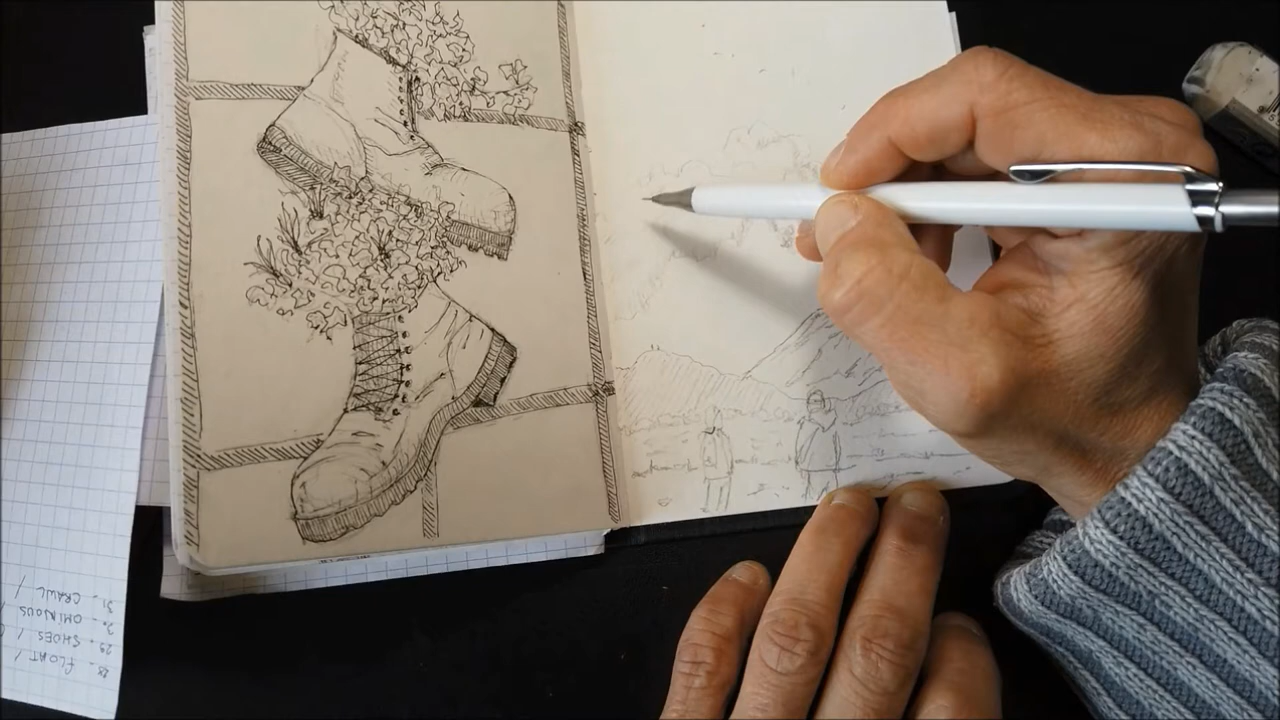 28. FLOAT /
29. SHOES /
30. OMINOUS /
31. CRAWL /